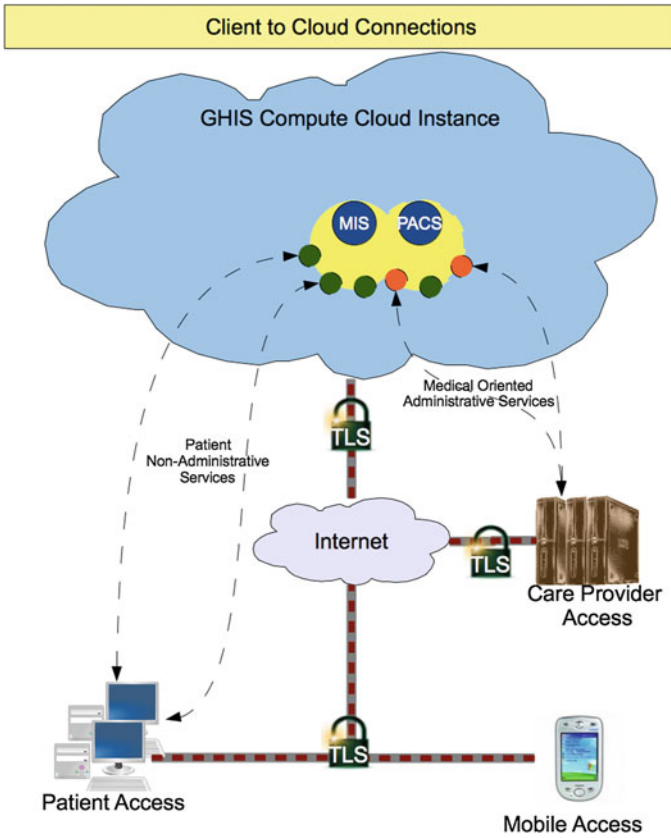 Client to Cloud Connections
GHIS Compute Cloud Instance
MIS
PACS
Medical Oriented
Administrative Services
TLS
Patient
Non-Administrative
Services
Internet
TLS
Care Provider
Access
TLS
Patient Access
Mobile Access